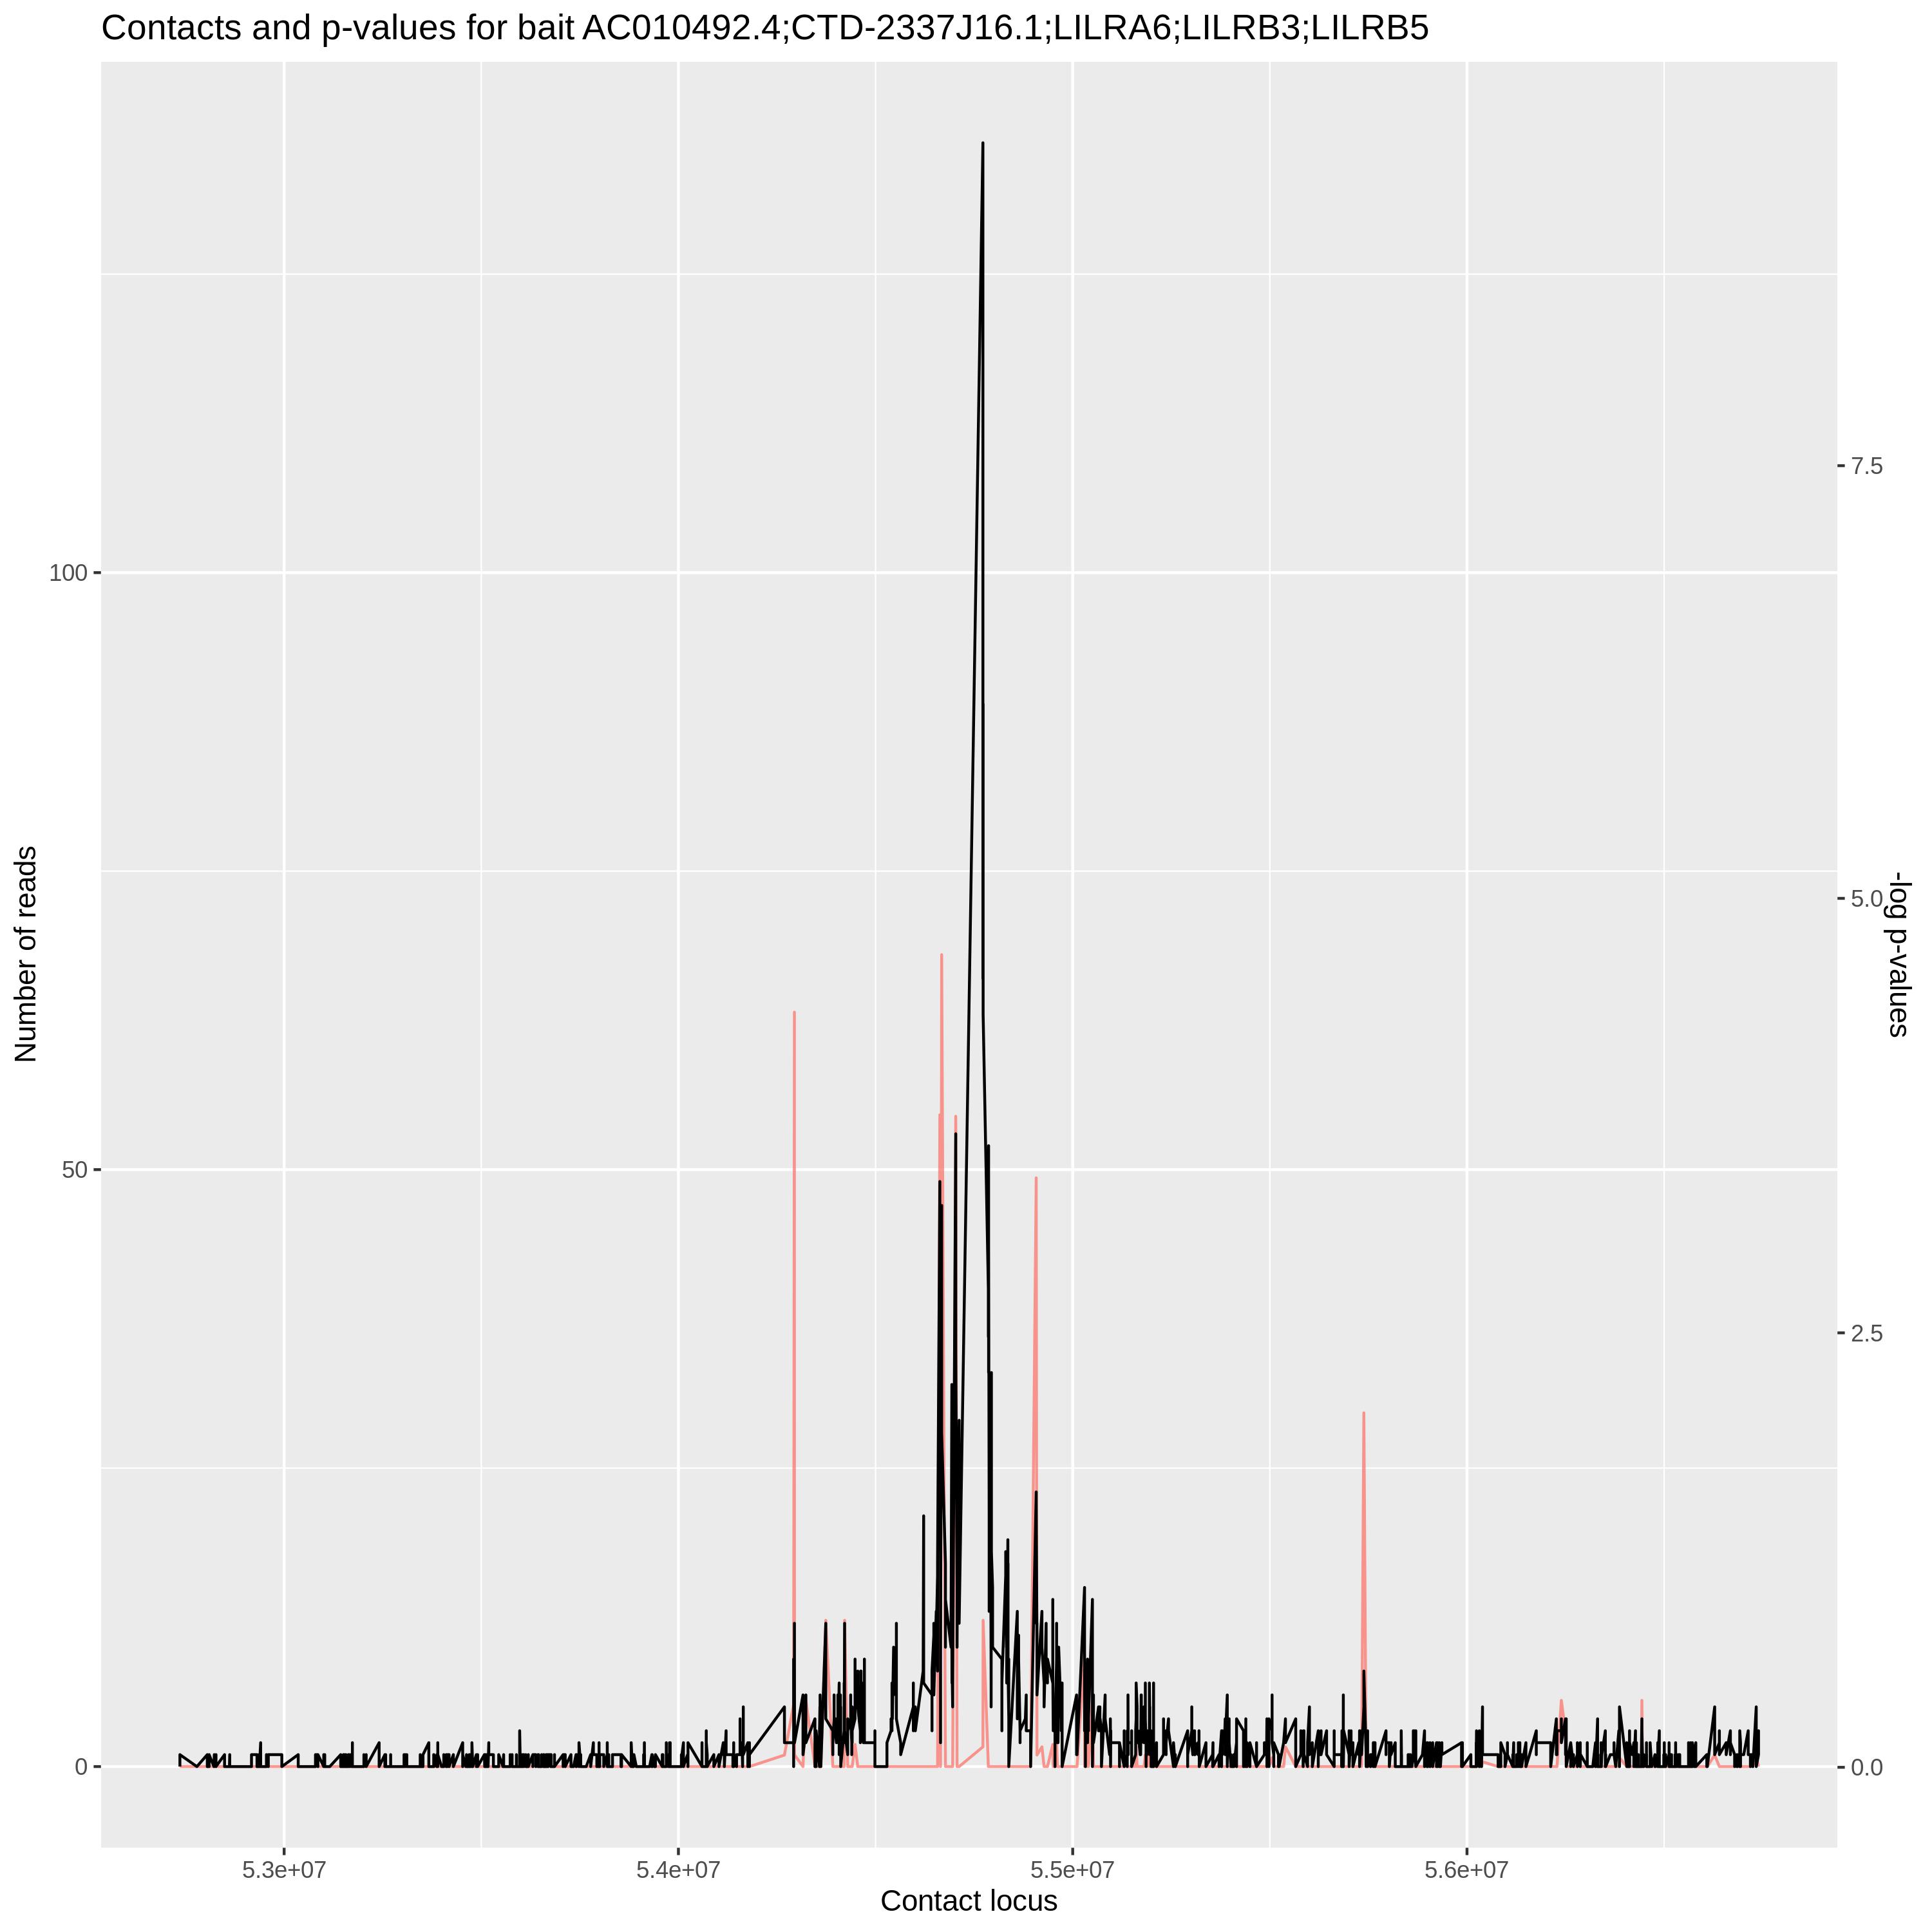 Contacts and p-values for bait AC010492.4;CTD-2337J16.1;LILRA6;LILRB3;LILRB5
Number of reads
100
50
0
7.5
5.0
2.5
0.0
-log p-values
5.3e+07
5.4e+07
5.5e+07
5.6e+07
Contact locus